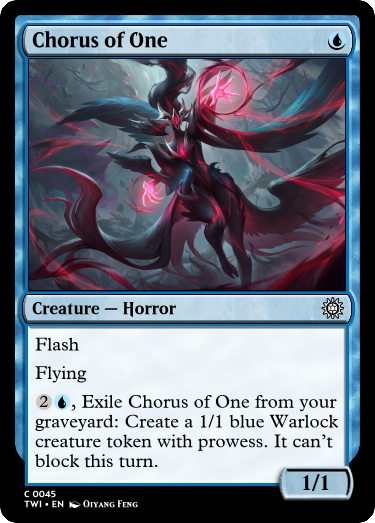 Chorus of One
Creature — Horror
Flash
Flying
2, Exile Chorus of One from your
graveyard: Create a 1/1 blue Warlock
creature token with prowess. It can't
block this turn.
1/1
C 0045
TWI • EN Oiyang Feng